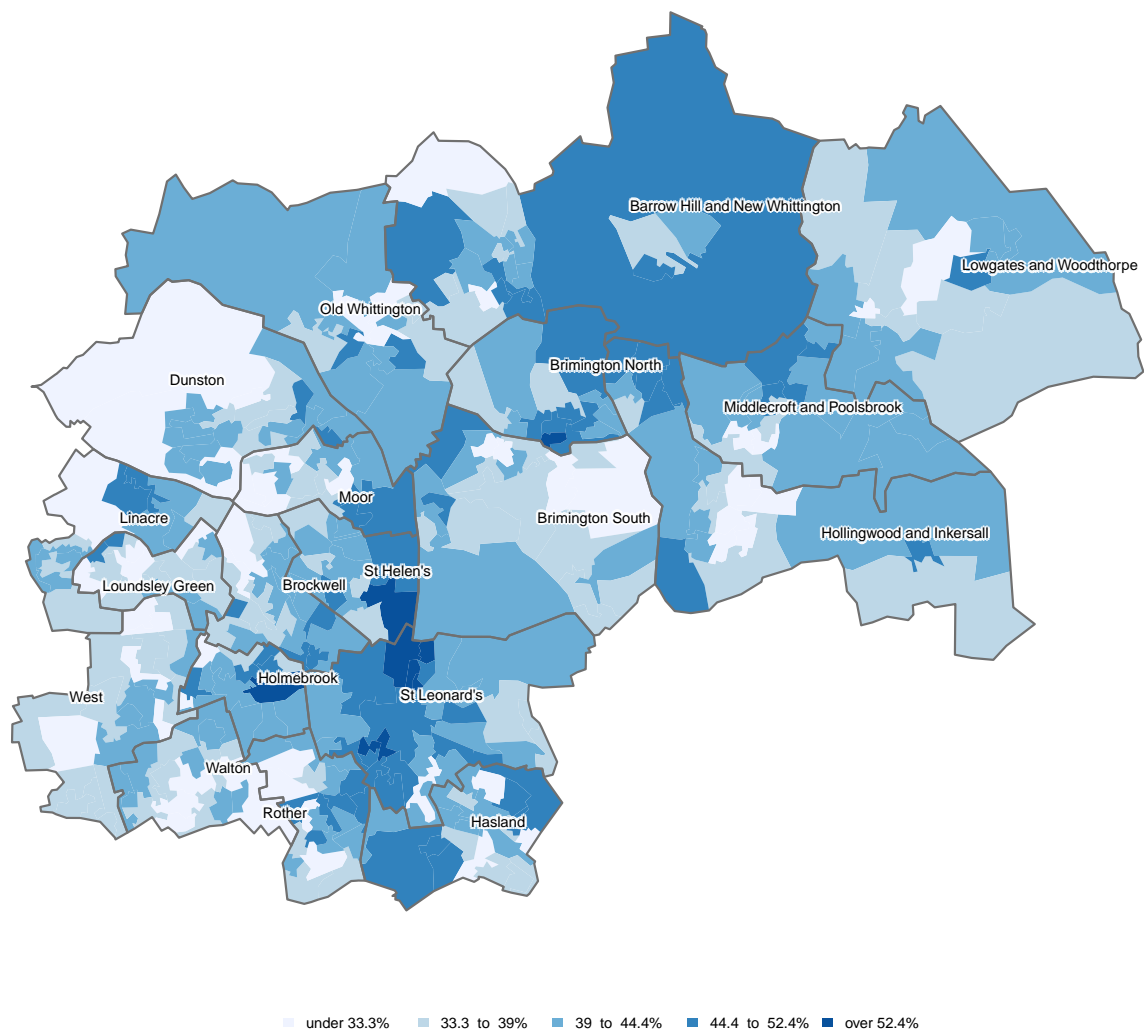 Barrow Hill and New Whittington
Lowgates and Woodthorpe
Old Whittington
Brimington North
Dunston
Middlecroft and Poolsbrook
Moor
Linacre
Brimington South
Hollingwood and Inkersall
St Helen's
Loundsley Green
Brockwell
Holmebrook
West
St Leonard's
Walton
Rother
Hasland
under 33.3% 33.3 to 39% 39 to 44.4% 44.4 to 52.4% over 52.4%